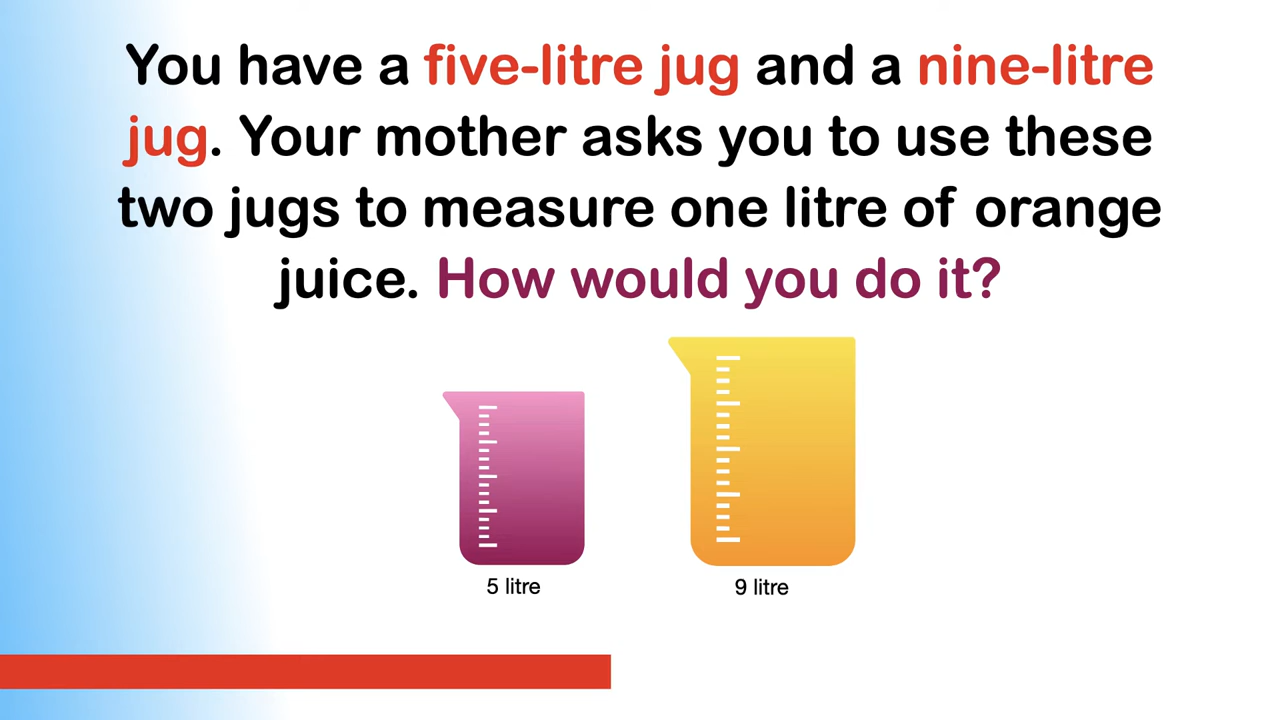 You have a five-litre jug and a nine-litre
jug. Your mother asks you to use these
two jugs to measure one litre of orange
juice. How would you do it?
5 litre
9 litre